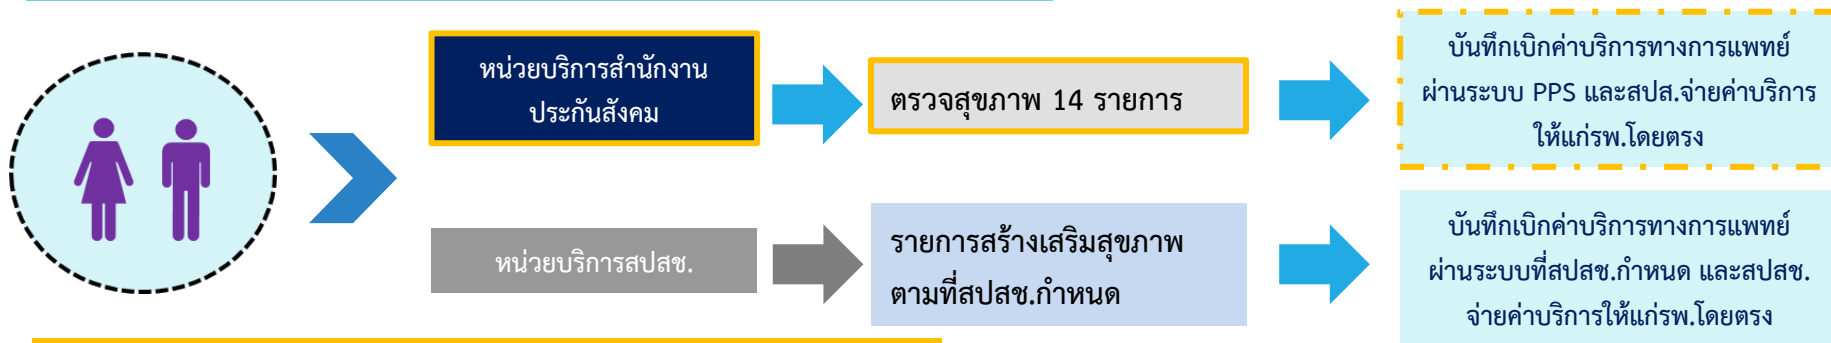 หน่วยบริการสำนักงาน
ประกันสังคม
ตรวจสุขภาพ 14 รายการ
บันทึกเบิกค่าบริการทางการแพทย์
ผ่านระบบ PPS และสปส.จ่ายค่าบริการ
ให้แก่รพ.โดยตรง
หน่วยบริการสปสช.
รายการสร้างเสริมสุขภาพ
ตามที่สปสช.กำหนด
บันทึกเบิกค่าบริการทางการแพทย์
ผ่านระบบที่สปสช.กำหนด และสปสช.
จ่ายค่าบริการให้แก่รพ.โดยตรง